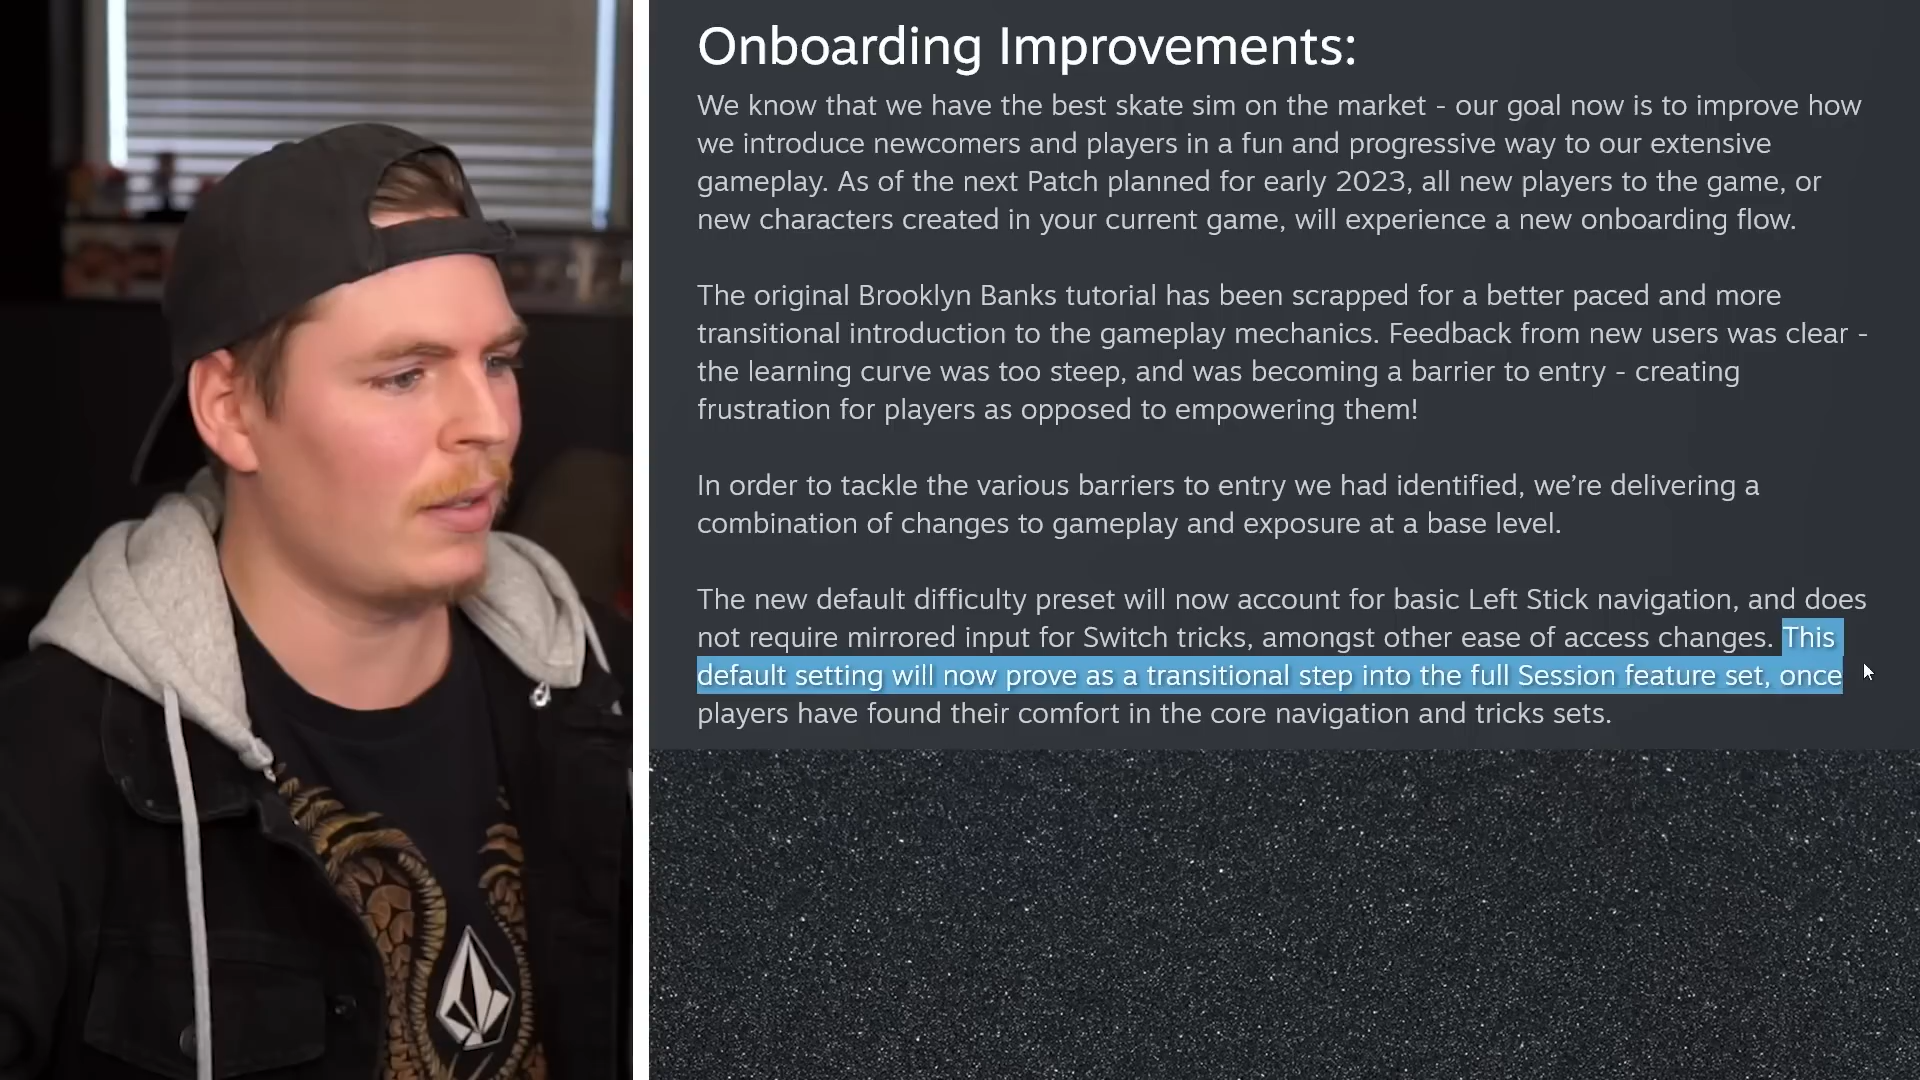 Onboarding Improvements:
We know that we have the best skate sim on the market - our goal now is to improve how
we introduce newcomers and players in a fun and progressive way to our extensive
gameplay. As of the next Patch planned for early 2023, all new players to the game, or
new characters created in your current game, will experience a new onboarding flow.
The original Brooklyn Banks tutorial has been scrapped for a better paced and more
transitional introduction to the gameplay mechanics. Feedback from new users was clear -
the learning curve was too steep, and was becoming a barrier to entry - creating
frustration for players as opposed to empowering them!
In order to tackle the various barriers to entry we had identified, we’re delivering a
combination of changes to gameplay and exposure at a base level.
The new default difficulty preset will now account for basic Left Stick navigation, and does
not require mirrored input for Switch tricks, amongst other ease of access changes. This
default setting will now prove as a transitional step into the full Session feature set, once
players have found their comfort in the core navigation and tricks sets.